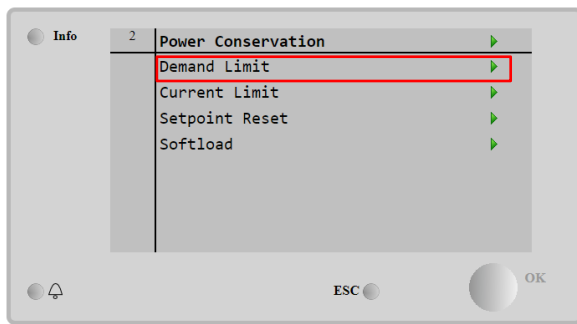 Info
2 Power Conservation
Demand Limit
Current Limit
Setpoint Reset
Softload
ESC
OK